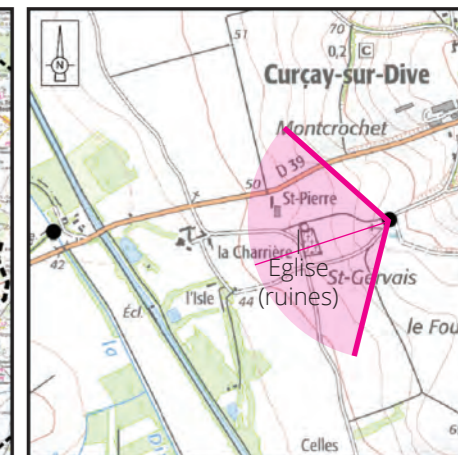 N
51
70
0,2 C
Curçay-sur-Dive
Montcrochet
D 39
50
St-Pierre
la Charrière
Eglise
(ruines)
St-Gervais
42
l'Isle
44
Écl.
le Fou
la
Celles